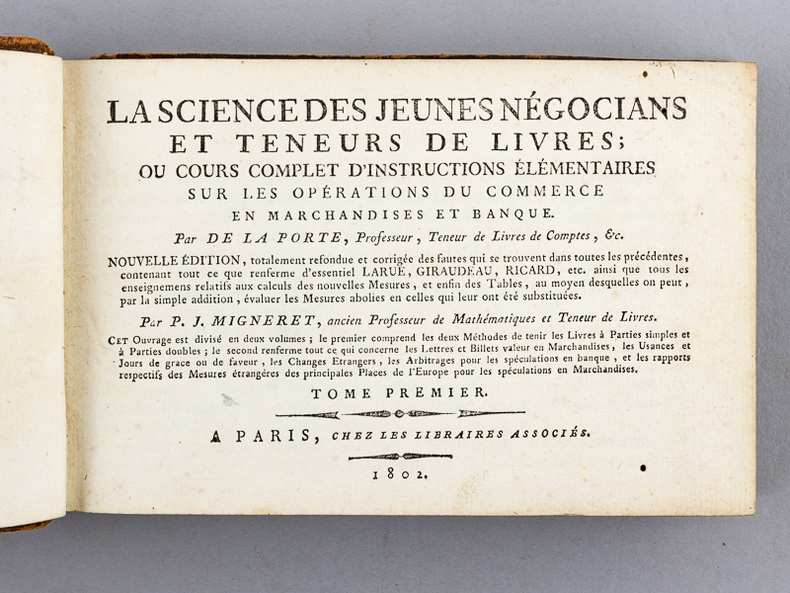 LA SCIENCE DES JEUNES NÉGOCIANS
ET TENEURS DE LIVRES;
OU COURS COMPLET D'INSTRUCTIONS ÉLÉMENTAIRES
SUR LES OPÉRATIONS DU COMMERCE
EN MARCHANDISES ET BANQUE.
Par DE LA PORTE, Professeur, Teneur de Livres de Comptes, &c.
NOUVELLE ÉDITION, totalement refondue et corrigée des fautes qui se trouvent dans toutes les précédentes,
contenant tout ce que renferme d'essentiel LARUE, GIRAUDEAU, RICARD, etc. ainsi que tous les
enseignemens relatifs aux calculs des nouvelles Mesures, et enfin des Tables, au moyen desquelles on peut,
par la simple addition, évaluer les Mesures abolies en celles qui leur ont été substituées.
Par P. J. MIGNERET, ancien Professeur de Mathématiques et Teneur de Livres.
CET Ouvrage est divisé en deux volumes; le premier comprend les deux Méthodes de tenir les Livres à Parties simples et
à Parties doubles; le second renferme tout ce qui concerne les Lettres et Billets valeur en Marchandises, les Usances et
Jours de grace ou de faveur, les Changes Etrangers, les Arbitrages pour les spéculations en banque, et les rapports
respectifs des Mesures étrangéres des principales Places de l'Europe pour les spéculations en Marchandises.
TOME PREMIER.
A PARIS, CHEZ LES LIBRAIRES ASSOCIÉS.
1802.